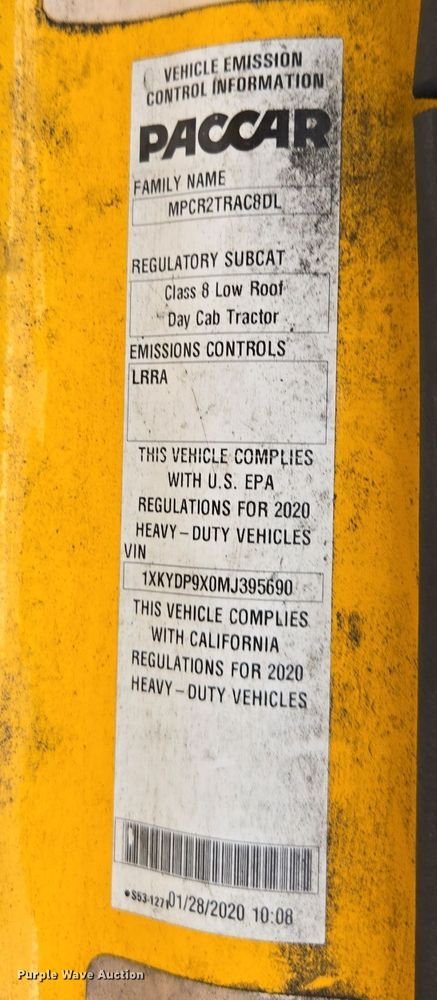 VEHICLE EMISSION
CONTROL INFORMATION
PACCAR
FAMILY NAME
MPCR2TRAC8DL
REGULATORY SUBCAT
Class 8 Low Roof
Day Cab Tractor
EMISSIONS CONTROLS
LRRA
THIS VEHICLE COMPLIES
WITH U.S. EPA
REGULATIONS FOR 2020
HEAVY-DUTY VEHICLES
VIN
1XKYDP9X0MJ395690
THIS VEHICLE COMPLIES
WITH CALIFORNIA
REGULATIONS FOR 2020
HEAVY-DUTY VEHICLES
S53-1271 01/28/2020 10:08
Purple Wave Auction